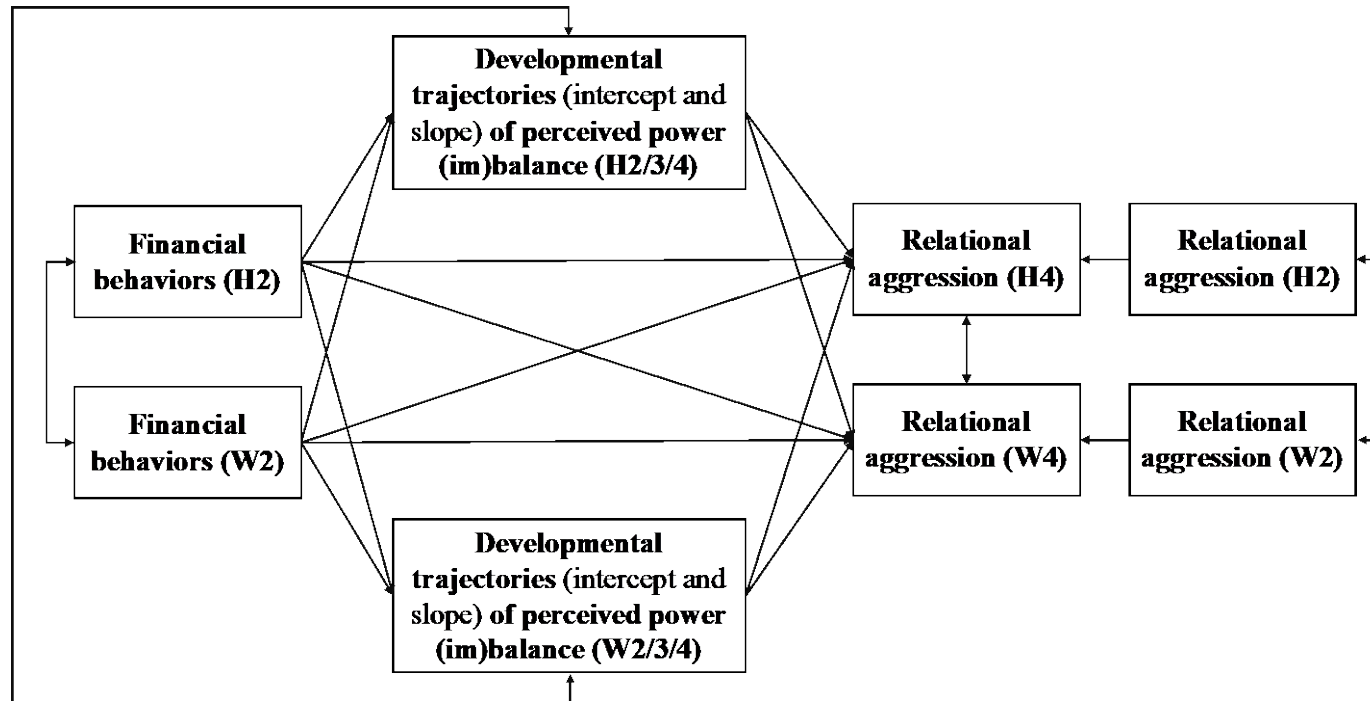 Developmental
trajectories (intercept and
slope) of perceived power
(im)balance (H2/3/4)
Financial
behaviors (H2)
Relational
aggression (H4)
Relational
aggression (H2)
Financial
behaviors (W2)
Relational
aggression (W4)
Relational
aggression (W2)
Developmental
trajectories (intercept and
slope) of perceived power
(im)balance (W2/3/4)